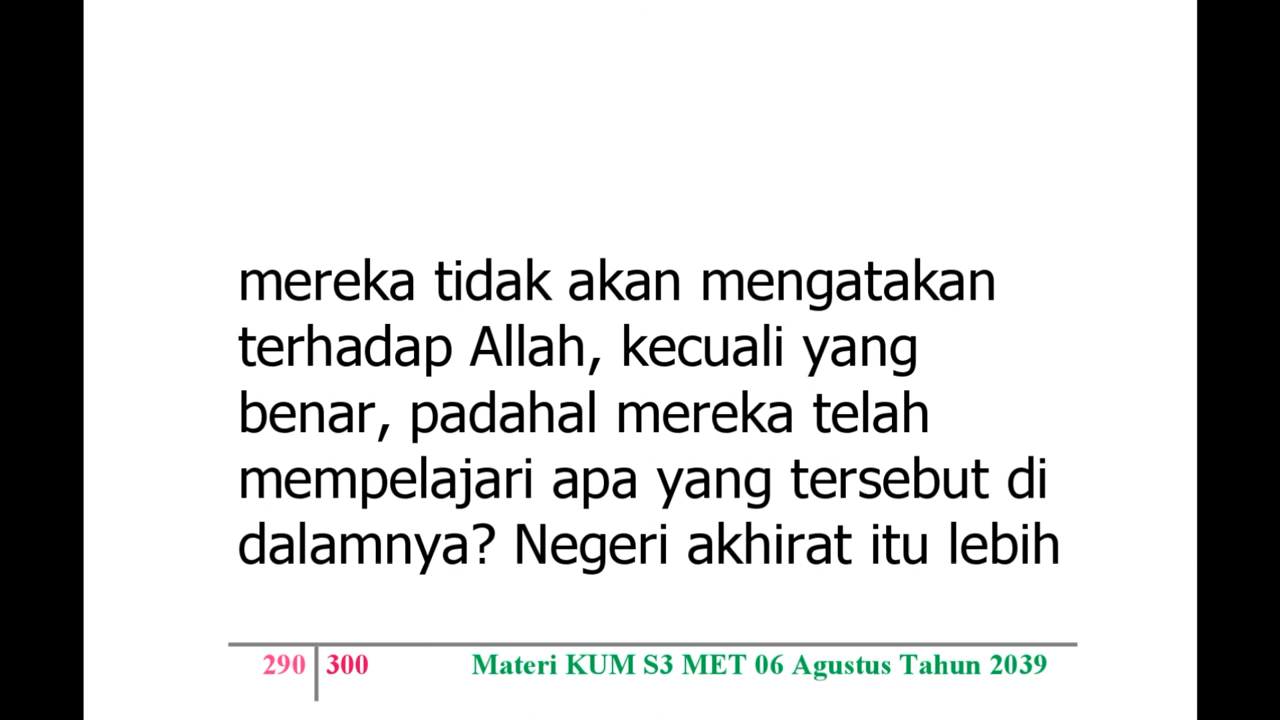 mereka tidak akan mengatakan
terhadap Allah, kecuali yang
benar, padahal mereka telah
mempelajari apa yang tersebut di
dalamnya? Negeri akhirat itu lebih
290 300 Materi KUM S3 MET 06 Agustus Tahun 2039